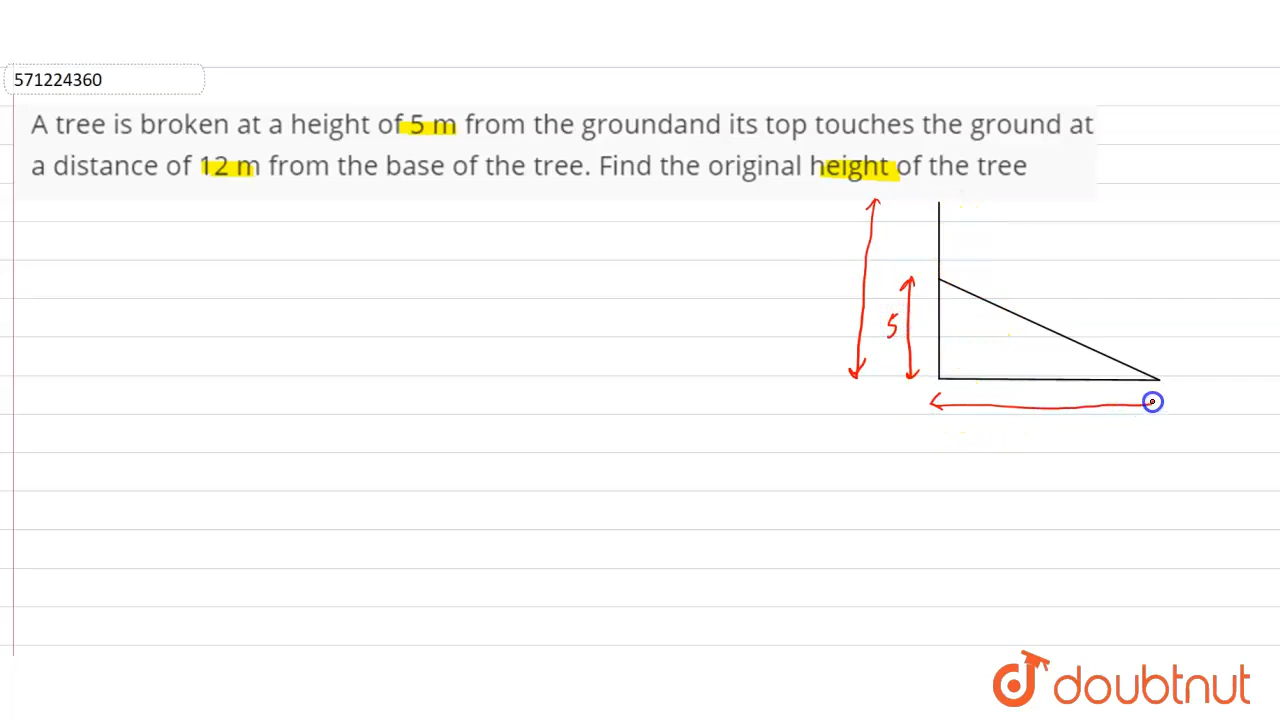 571224360
A tree is broken at a height of 5 m from the groundand its top touches the ground at
a distance of 12 m from the base of the tree. Find the original height of the tree
5
doubtnut